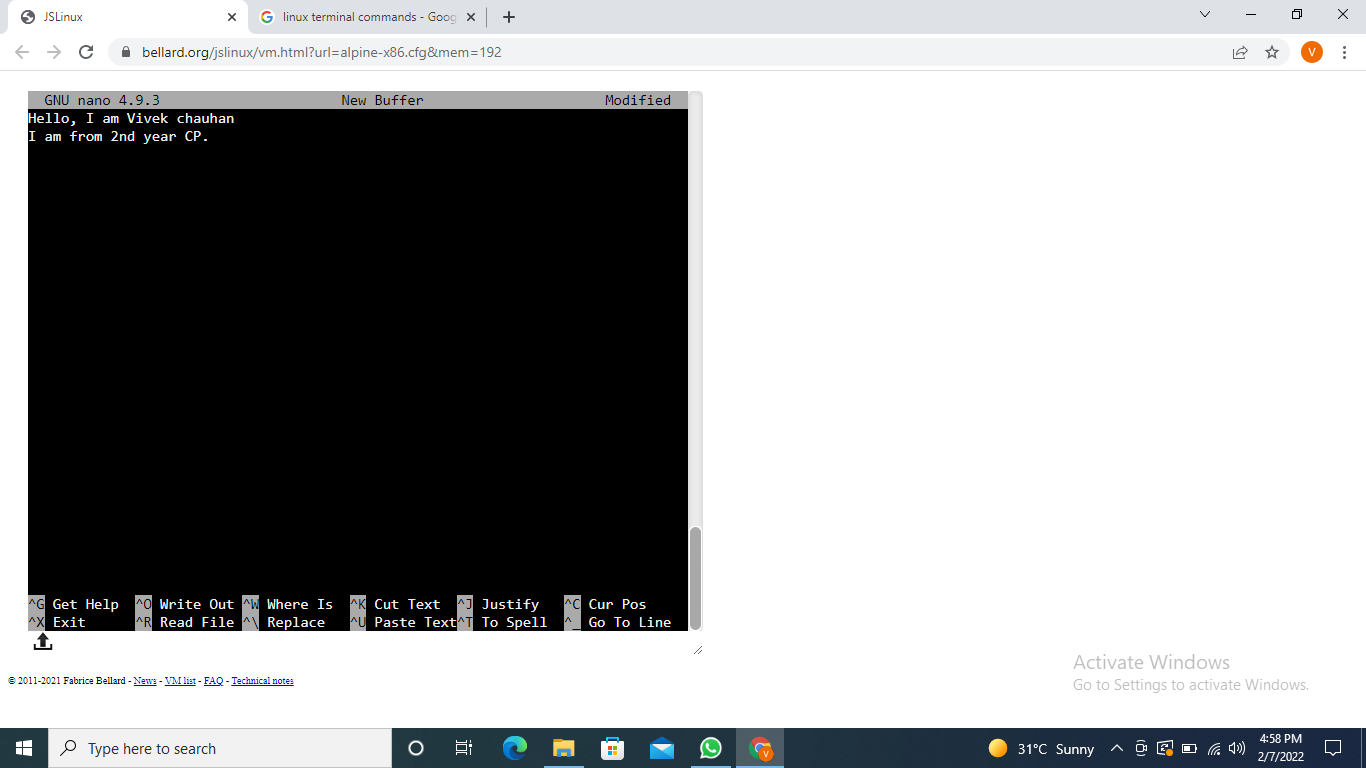 JSLinux
linux terminal commands - Goog
bellard.org/jslinux/vm.html?url=alpine-x86.cfg&mem=192
V
GNU nano 4.9.3 New Buffer Modified
Hello, I am Vivek chauhan
I am from 2nd year CP.
^G Get Help ^O Write Out ^W Where Is ^K Cut Text ^J Justify ^C Cur Pos
^X Exit ^R Read File ^\ Replace ^U Paste Text ^T To Spell ^_ Go To Line
© 2011-2021 Fabrice Bellard - News - VM list - FAQ - Technical notes
Activate Windows
Go to Settings to activate Windows.
Type here to search
V
31°C Sunny
4:58 PM
2/7/2022